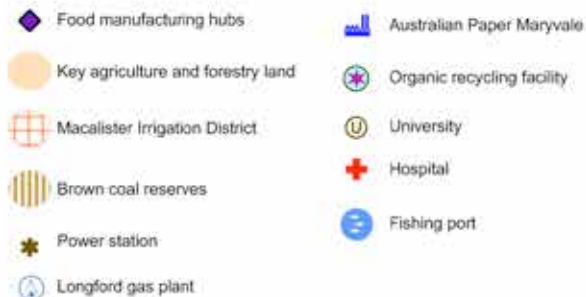 Food manufacturing hubs
Key agriculture and forestry land
Macalister Irrigation District
Brown coal reserves
Power station
Longford gas plant
Australian Paper Maryvale
Organic recycling facility
U University
Hospital
Fishing port